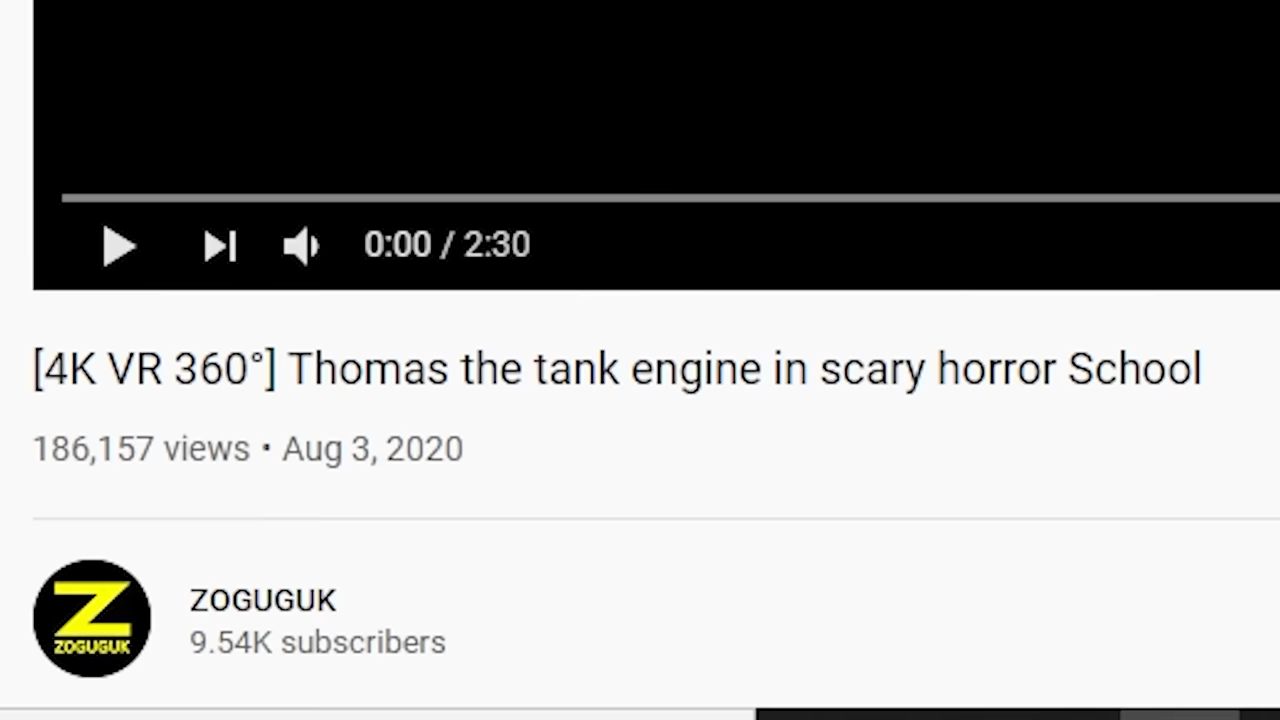 0:00 / 2:30
[4K VR 360°] Thomas the tank engine in scary horror School
186,157 views • Aug 3, 2020
Z
ZOGUGUK
ZOGUGUK
9.54K subscribers